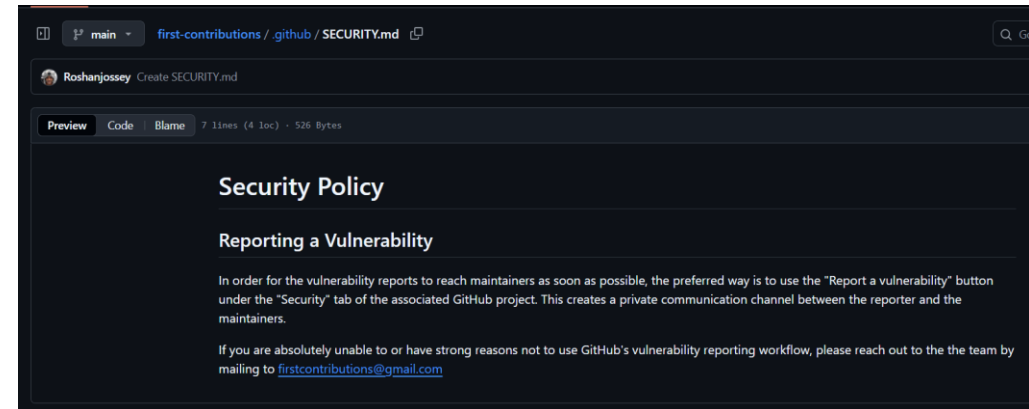 main
first-contributions / .github / SECURITY.md
Roshanjossey Create SECURITY.md
Preview Code Blame 7 lines (4 loc) · 526 Bytes
Security Policy
Reporting a Vulnerability
In order for the vulnerability reports to reach maintainers as soon as possible, the preferred way is to use the "Report a vulnerability" button
under the "Security" tab of the associated GitHub project. This creates a private communication channel between the reporter and the
maintainers.
If you are absolutely unable to or have strong reasons not to use GitHub's vulnerability reporting workflow, please reach out to the the team by
mailing to firstcontributions@gmail.com